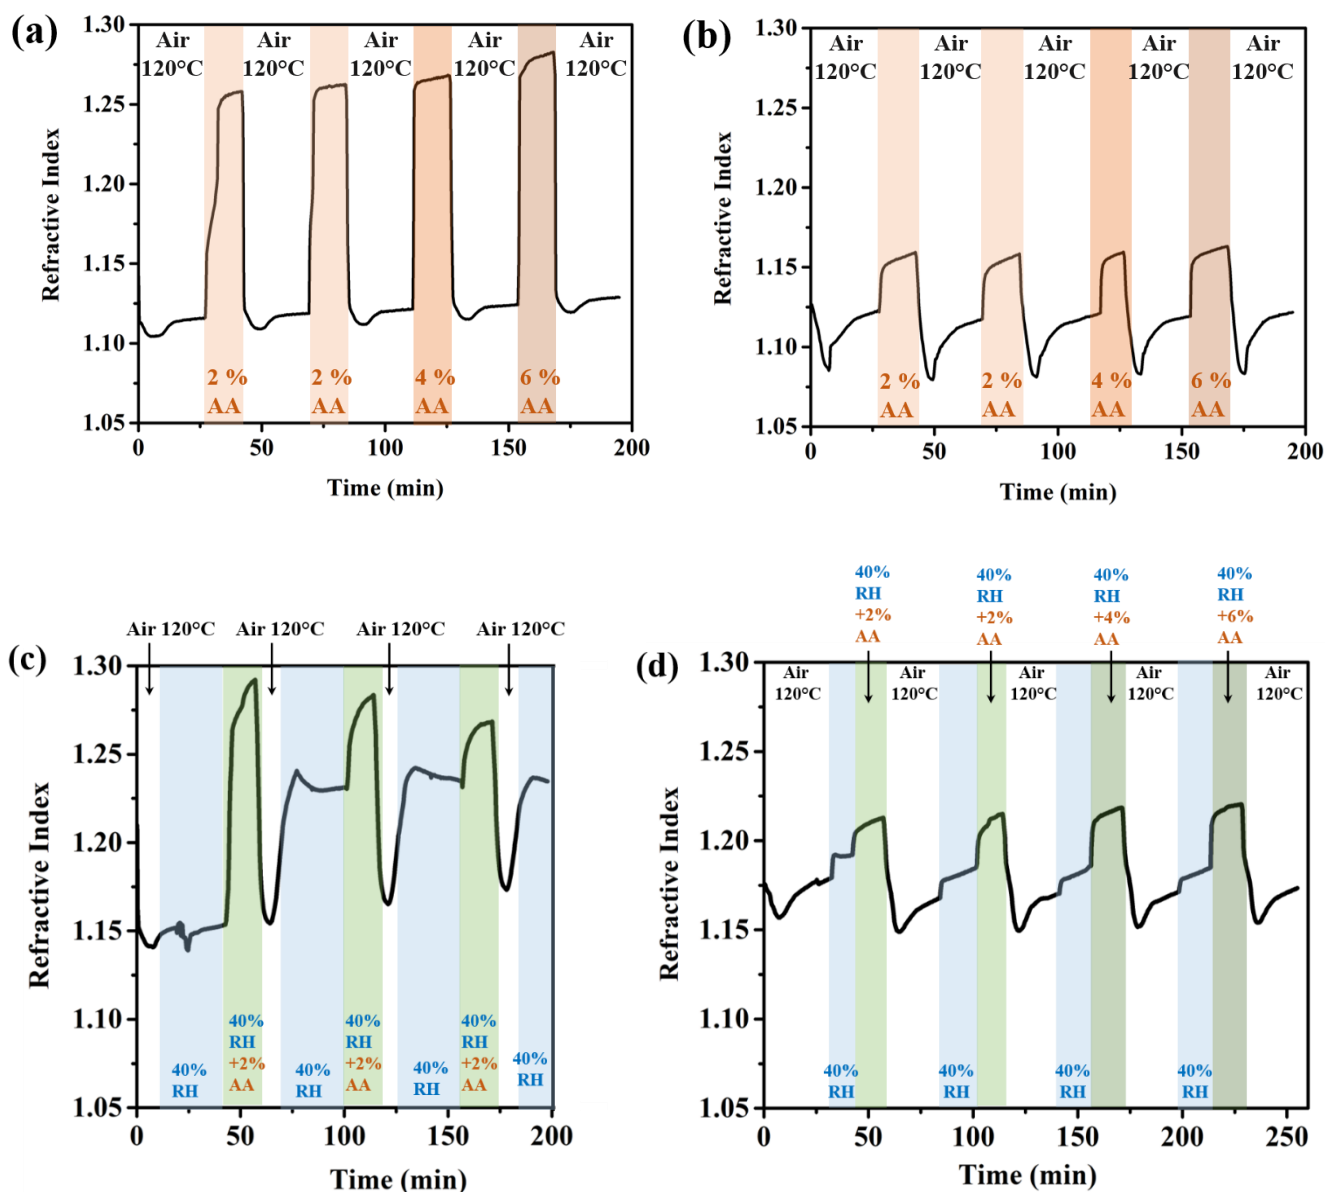 (a)
1.30
1.25
1.20
1.15
1.10
1.05
Refractive Index
Air
120°C
Air
120°C
Air
120°C
Air
120°C
Air
120°C
2 %
AA
2 %
AA
4 %
AA
6 %
AA
0 50 100 150 200
Time (min)
(b)
1.30
1.25
1.20
1.15
1.10
1.05
Refractive Index
Air
120°C
Air
120°C
Air
120°C
Air
120°C
Air
120°C
2 %
AA
2 %
AA
4 %
AA
6 %
AA
0 50 100 150 200
Time (min)
(c)
Air 120°C Air 120°C Air 120°C Air 120°C
1.30
1.25
1.20
1.15
1.10
1.05
Refractive Index
40%
RH
40%
RH
+2%
AA
40%
RH
40%
RH
+2%
AA
40%
RH
40%
RH
+2%
AA
40%
RH
0 50 100 150 200
Time (min)
(d)
40%
RH
+2%
AA
40%
RH
+2%
AA
40%
RH
+4%
AA
40%
RH
+6%
AA
1.30
1.25
1.20
1.15
1.10
1.05
Refractive Index
Air
120°C
Air
120°C
Air
120°C
Air
120°C
Air
120°C
40%
RH
40%
RH
40%
RH
40%
RH
0 50 100 150 200 250
Time (min)